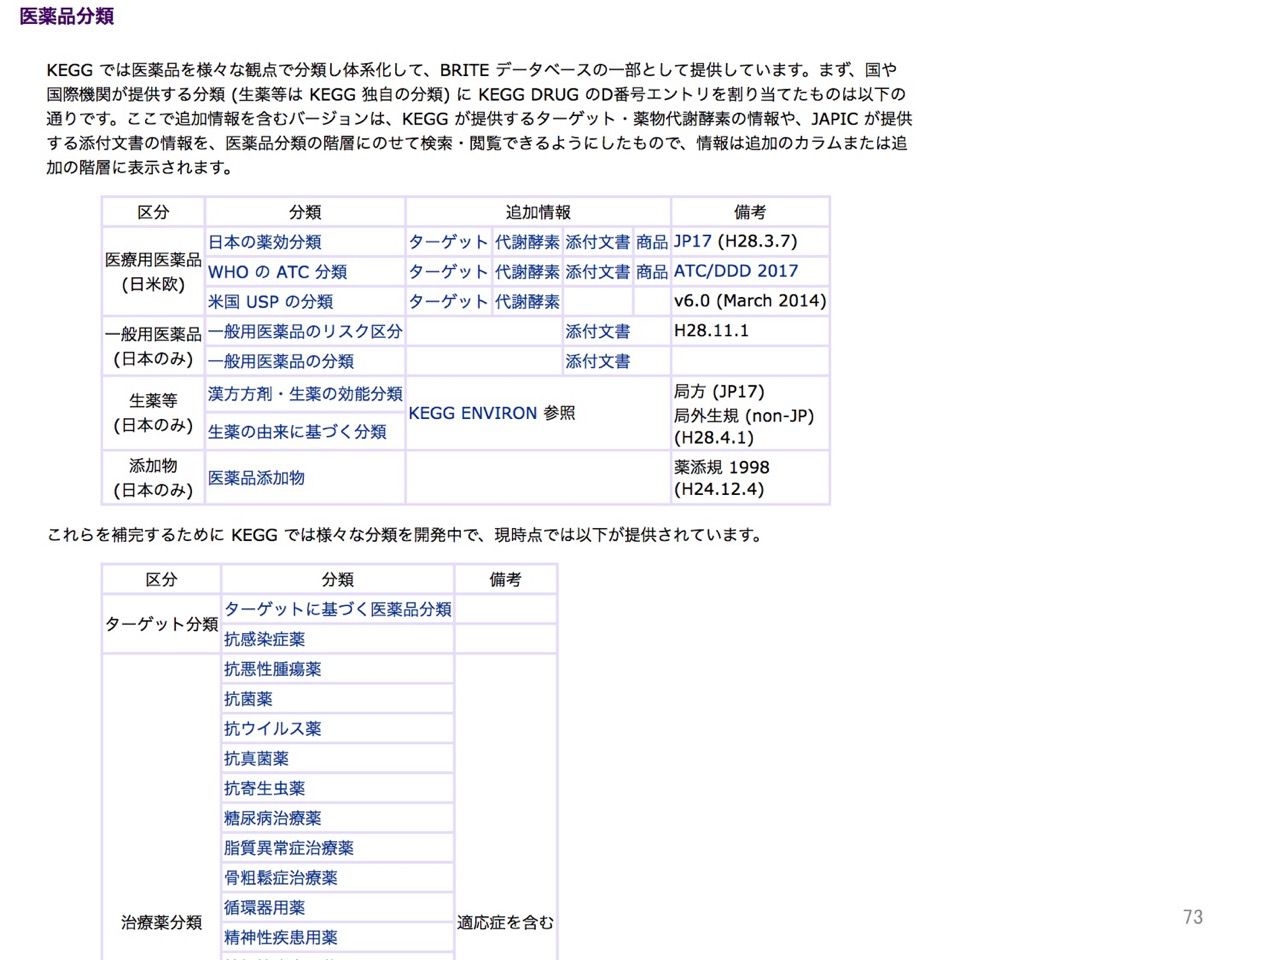 医薬品分類
KEGG では医薬品を様々な観点で分類し体系化して、BRITE データベースの一部として提供しています。まず、国や
国際機関が提供する分類 (生薬等は KEGG 独自の分類) に KEGG DRUG のD番号エントリを割り当てたものは以下の
通りです。ここで追加情報を含むバージョンは、KEGG が提供するターゲット・薬物代謝酵素の情報や、JAPIC が提供
する添付文書の情報を、医薬品分類の階層にのせて検索・閲覧できるようにしたもので、情報は追加のカラムまたは追
加の階層に表示されます。
区分 分類 追加情報 備考
医療用医薬品
(日米欧)
日本の薬効分類 ターゲット 代謝酵素 添付文書 商品 JP17 (H28.3.7)
WHO の ATC 分類 ターゲット 代謝酵素 添付文書 商品 ATC/DDD 2017
米国 USP の分類 ターゲット 代謝酵素 v6.0 (March 2014)
一般用医薬品
(日本のみ)
一般用医薬品のリスク区分 添付文書 H28.11.1
一般用医薬品の分類 添付文書
生薬等
(日本のみ)
漢方方剤・生薬の効能分類
生薬の由来に基づく分類
KEGG ENVIRON 参照
局方 (JP17)
局外生規 (non-JP)
(H28.4.1)
添加物
(日本のみ)
医薬品添加物
薬添規 1998
(H24.12.4)
これらを補完するために KEGG では様々な分類を開発中で、現時点では以下が提供されています。
区分 分類 備考
ターゲット分類
ターゲットに基づく医薬品分類
抗感染症薬
治療薬分類
抗悪性腫瘍薬
抗菌薬
抗ウイルス薬
抗真菌薬
抗寄生虫薬
糖尿病治療薬
脂質異常症治療薬
骨粗鬆症治療薬
循環器用薬
精神性疾患用薬
適応症を含む
73